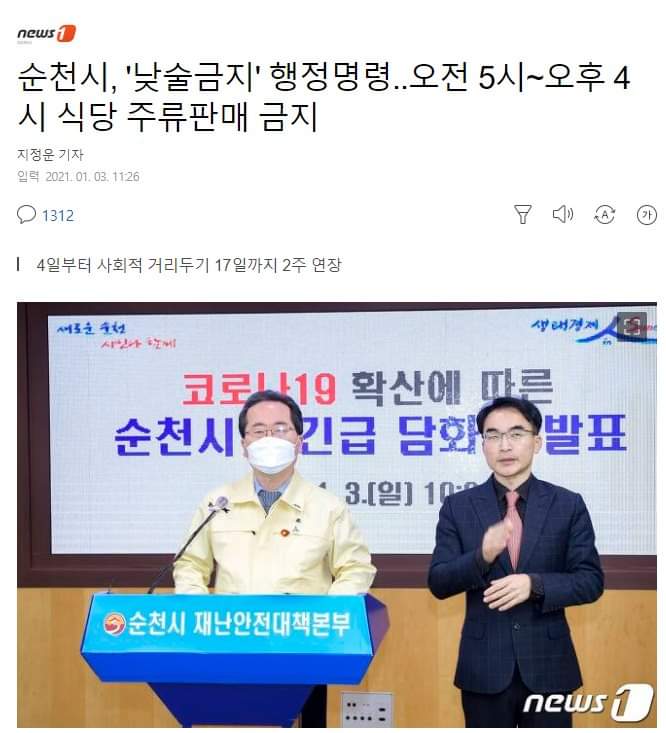 news1
순천시, '낮술금지' 행정명령..오전 5시~오후 4
시 식당 주류판매 금지
지정운 기자
입력 2021. 01. 03. 11:26
1312
A
가
4일부터 사회적 거리두기 17일까지 2주 연장
새로운 순천
시민과 함께
생태경제
in
코로나19 확산에 따른
순천시 긴급 담화 발표
1. 3.(일) 10:
순천시 재난안전대책본부
news1